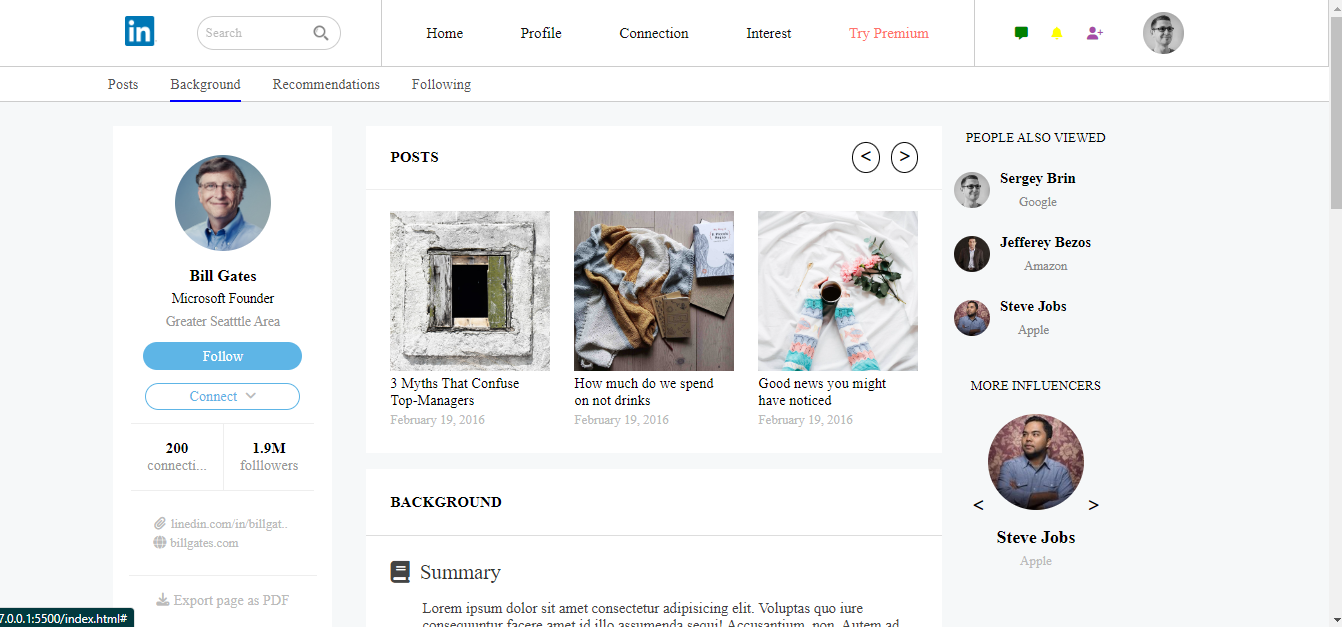 in
Search
Home
Profile
Connection
Interest
Try Premium
Posts
Background
Recommendations
Following
Bill Gates
Microsoft Founder
Greater Seatttle Area
Follow
Connect
200
connecti...
1.9M
folllowers
linedin.com/in/billgat..
billgates.com
Export page as PDF
7.0.0.1:5500/index.html#
POSTS
<
>
3 Myths That Confuse
Top-Managers
February 19, 2016
How much do we spend
on not drinks
February 19, 2016
Good news you might
have noticed
February 19, 2016
BACKGROUND
Summary
Lorem ipsum dolor sit amet consectetur adipisicing elit. Voluptas quo iure
consequuntur facere amet id illo assumenda sequi! Accusantium, non. Autem ad
PEOPLE ALSO VIEWED
Sergey Brin
Google
Jefferey Bezos
Amazon
Steve Jobs
Apple
MORE INFLUENCERS
<
>
Steve Jobs
Apple